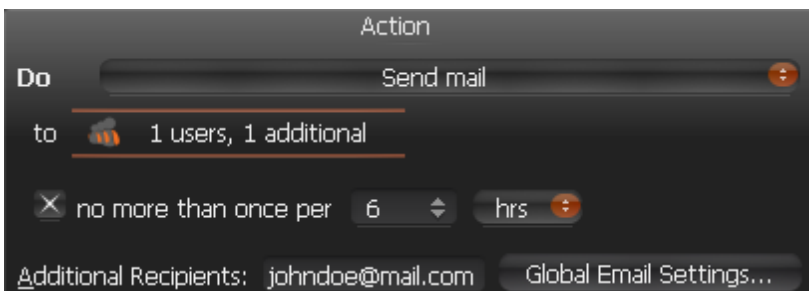 Action
Do Send mail
to 1 users, 1 additional
no more than once per 6 hrs
Additional Recipients: johndoe@mail.com Global Email Settings...